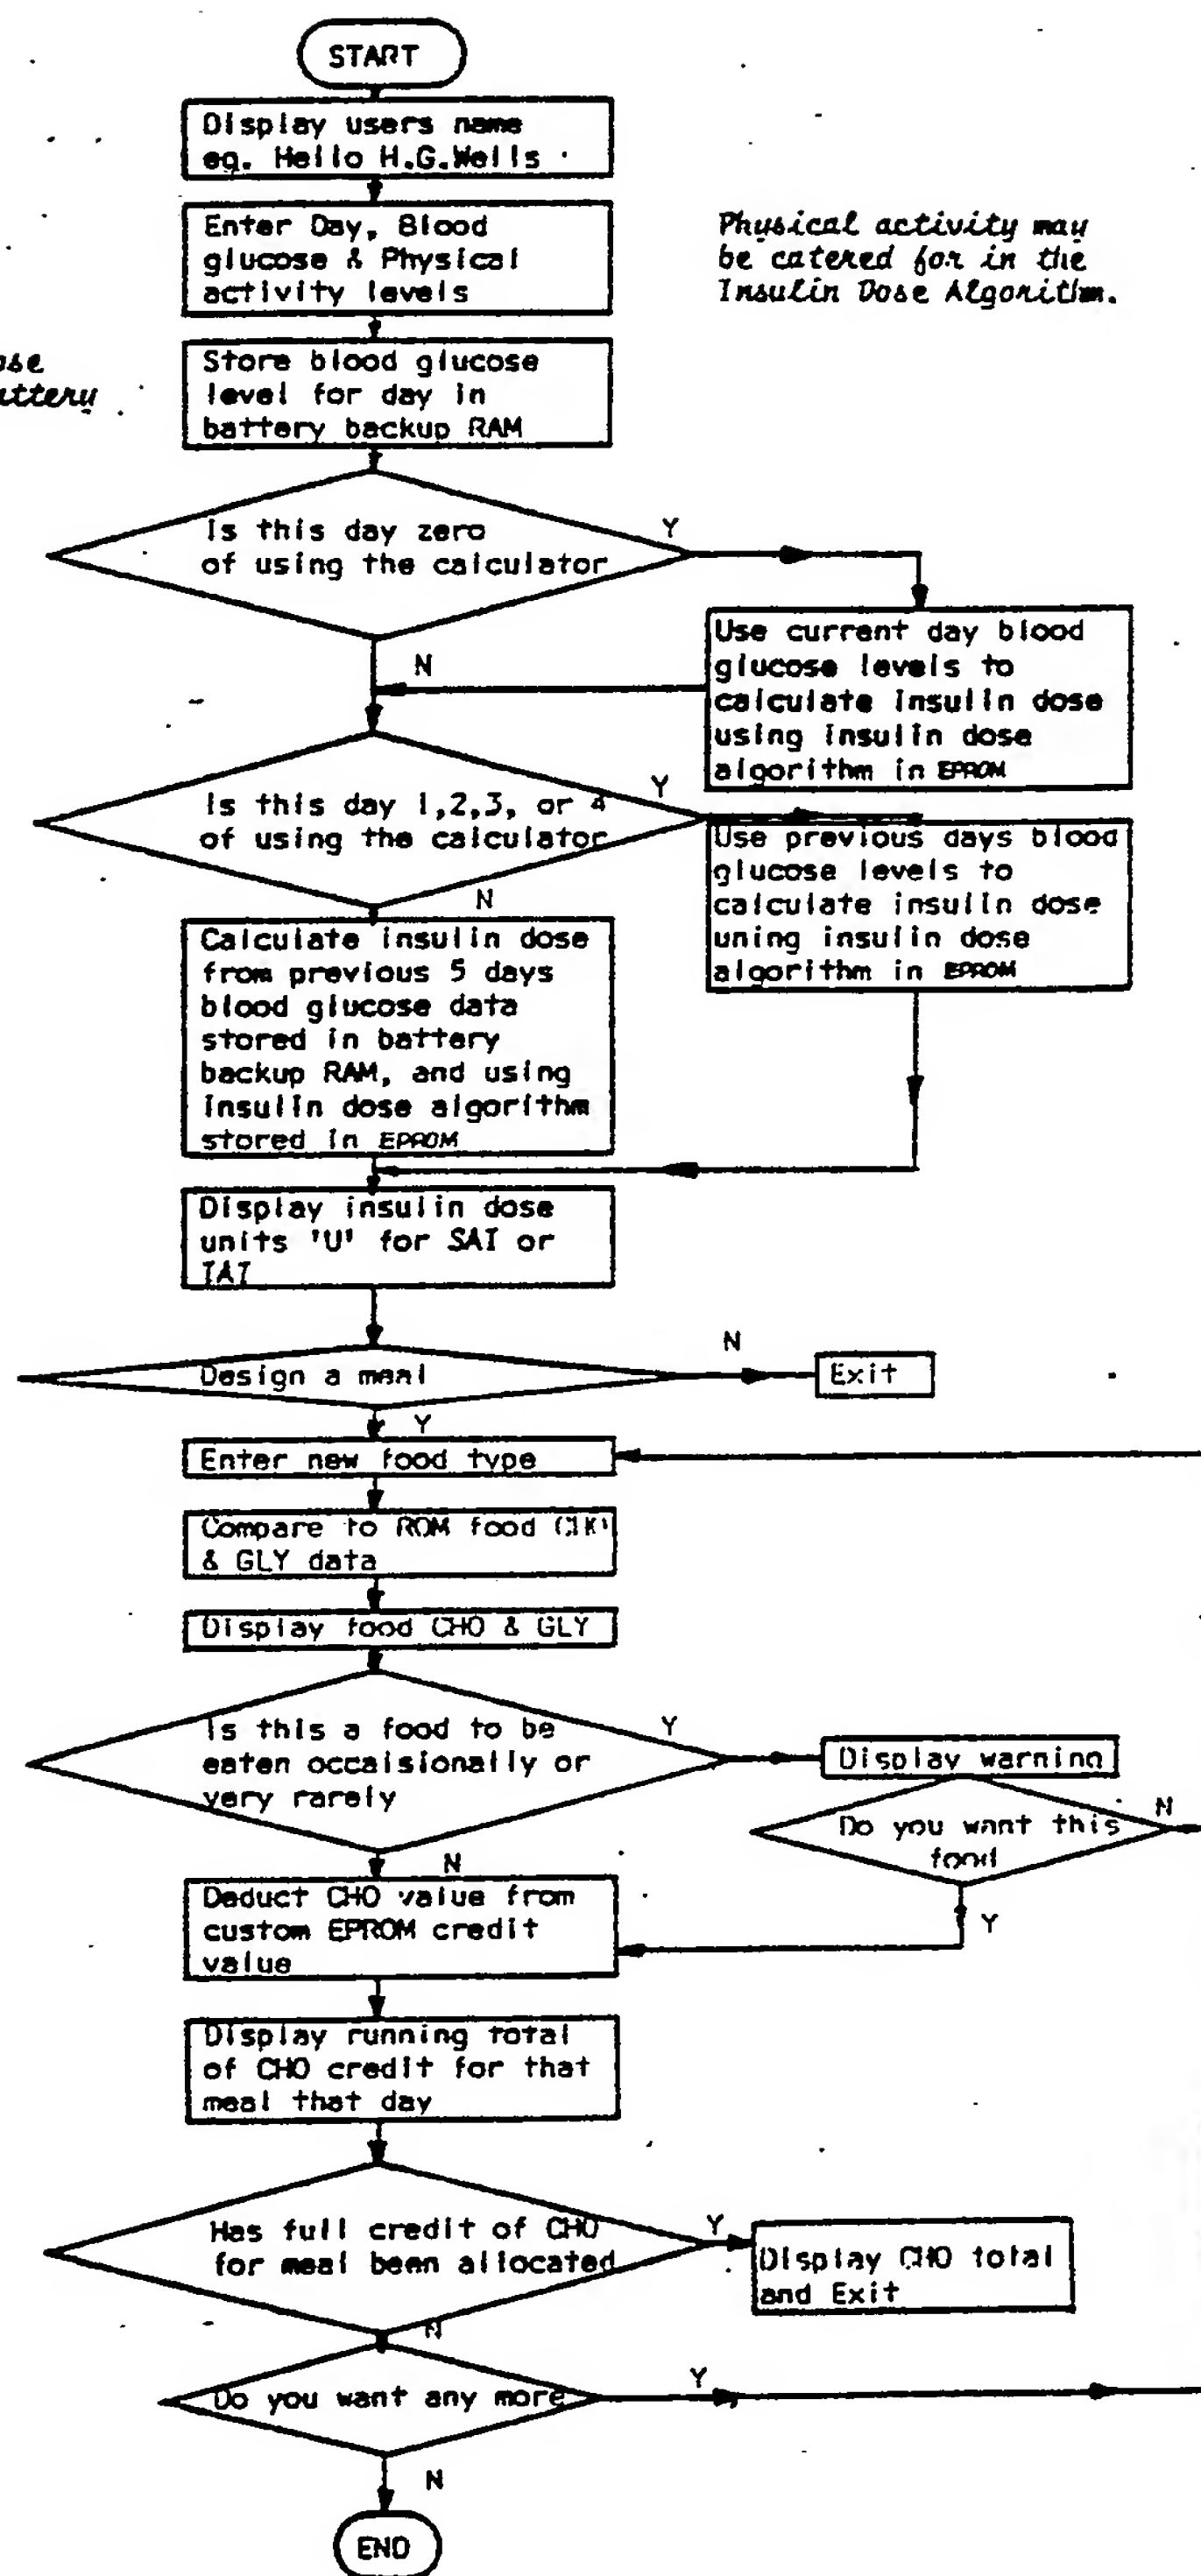 START
Display users name
eg. Hello H.G.Wells
Enter Day, Blood
glucose & Physical
activity levels
Physical activity may
be catered for in the
Insulin Dose Algorithm.
Store blood glucose
level for day in
battery backup RAM
Is this day zero
of using the calculator
Y
N
Use current day blood
glucose levels to
calculate insulin dose
using insulin dose
algorithm in EPROM
Is this day 1,2,3, or 4
of using the calculator
Y
N
Use previous days blood
glucose levels to
calculate insulin dose
uning insulin dose
algorithm in EPROM
Calculate insulin dose
from previous 5 days
blood glucose data
stored in battery
backup RAM, and using
insulin dose algorithm
stored in EPROM
Display insulin dose
units 'U' for SAI or
IAI
Design a meal
N
Exit
Y
Enter new food type
Compare to ROM food
& GLY data
Display food CHO & GLY
Is this a food to be
eaten occaisionally or
very rarely
Y
Display warning
Do you want this
food
N
Y
N
Deduct CHO value from
custom EPROM credit
value
Display running total
of CHO credit for that
meal that day
Has full credit of CHO
for meal been allocated
Y
Display CHO total
and Exit
N
Do you want any more
Y
N
END